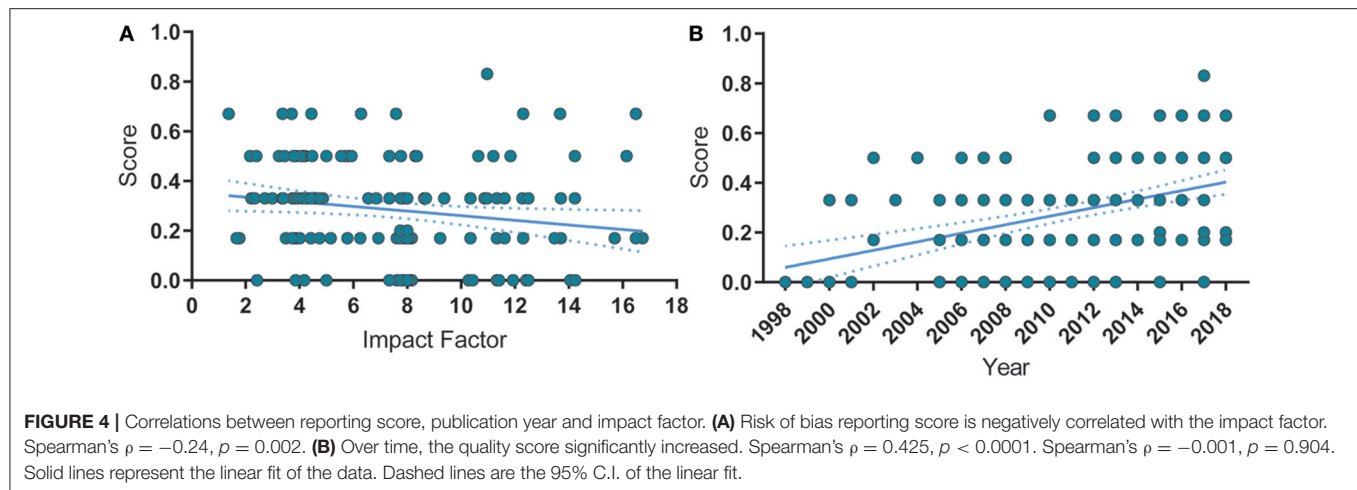 A
1.0
0.8
0.6
0.4
0.2
0.0
Score
0 2 4 6 8 10 12 14 16 18
Impact Factor
B
1.0
0.8
0.6
0.4
0.2
0.0
Score
1998 2000 2002 2004 2006 2008 2010 2012 2014 2016 2018
Year
FIGURE 4 | Correlations between reporting score, publication year and impact factor. (A) Risk of bias reporting score is negatively correlated with the impact factor.
Spearman's ρ = −0.24, p = 0.002. (B) Over time, the quality score significantly increased. Spearman's ρ = 0.425, p < 0.0001. Spearman's ρ = −0.001, p = 0.904.
Solid lines represent the linear fit of the data. Dashed lines are the 95% C.I. of the linear fit.